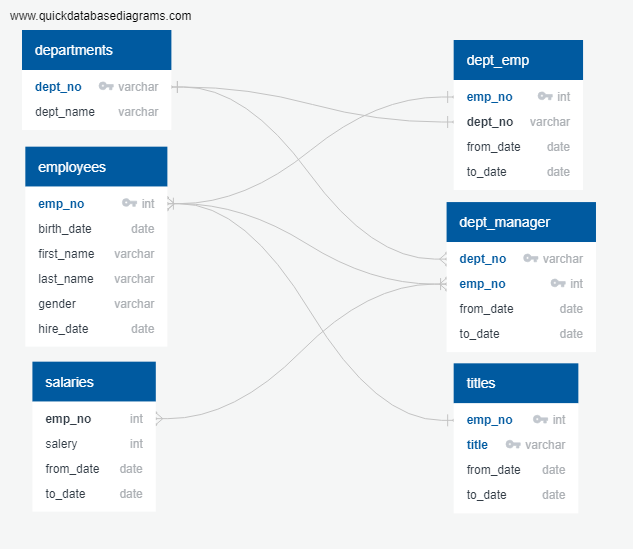 www.quickdatabasediagrams.com
departments
dept_no varchar
dept_name varchar
employees
emp_no int
birth_date date
first_name varchar
last_name varchar
gender varchar
hire_date date
salaries
emp_no int
salery int
from_date date
to_date date
dept_emp
emp_no int
dept_no varchar
from_date date
to_date date
dept_manager
dept_no varchar
emp_no int
from_date date
to_date date
titles
emp_no int
title varchar
from_date date
to_date date